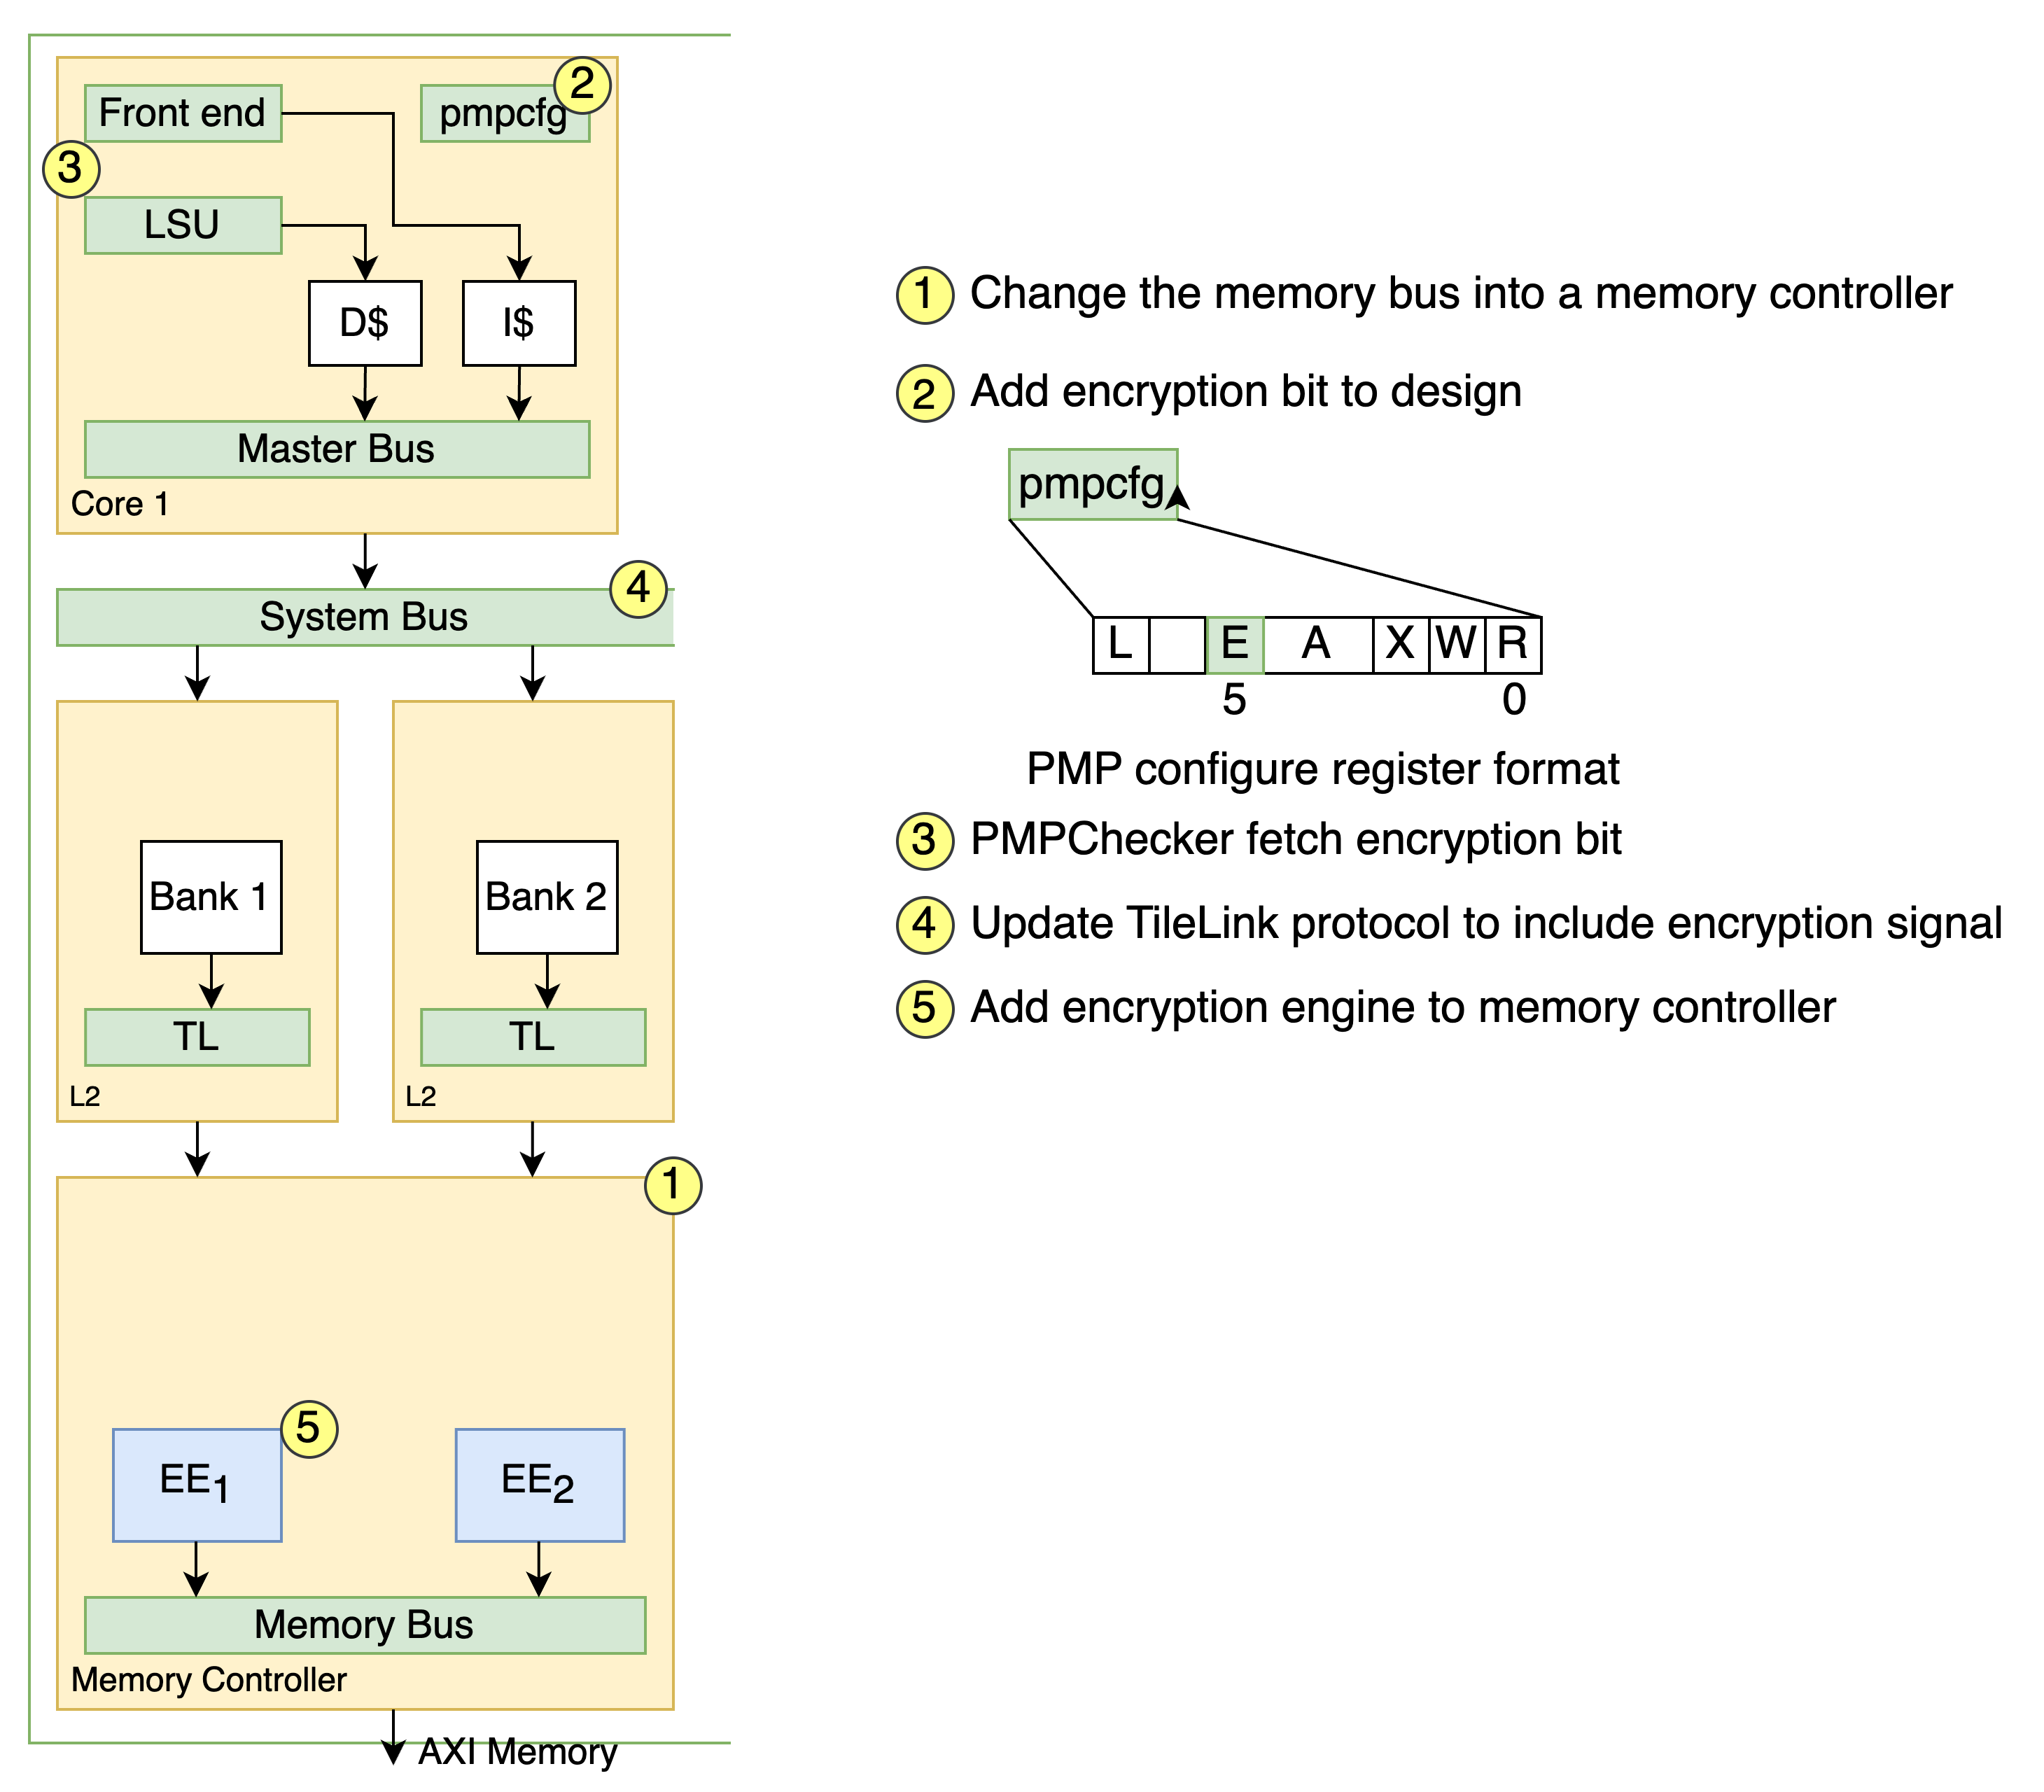 Front end
pmpcfg
2
3
LSU
D$
I$
Master Bus
Core 1
System Bus
4
Bank 1
Bank 2
TL
TL
L2
L2
1
EE1
5
EE2
Memory Bus
Memory Controller
AXI Memory
1 Change the memory bus into a memory controller
2 Add encryption bit to design
pmpcfg
L E A X W R
5 0
PMP configure register format
3 PMPChecker fetch encryption bit
4 Update TileLink protocol to include encryption signal
5 Add encryption engine to memory controller